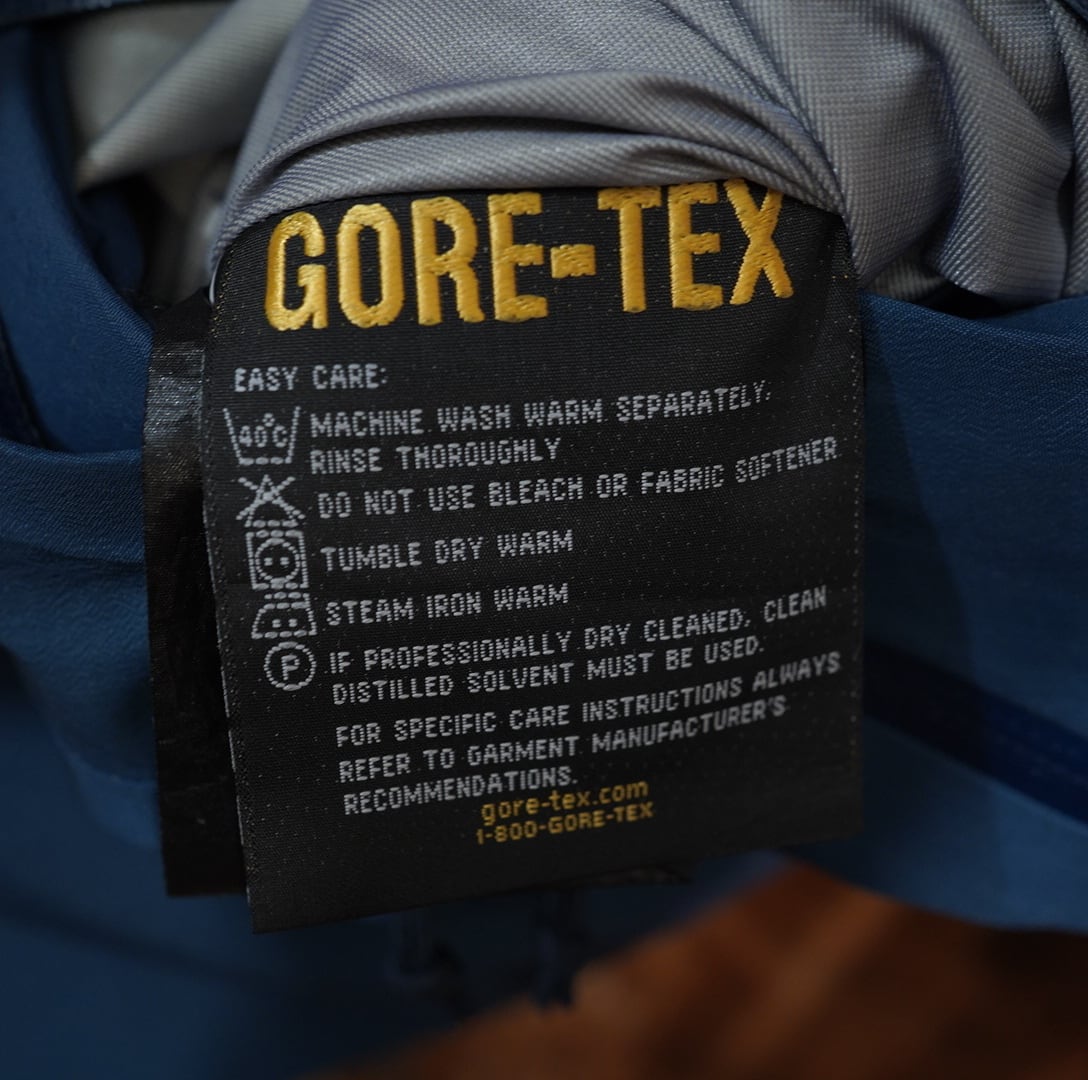 GORE-TEX
EASY CARE:
40°C MACHINE WASH WARM SEPARATELY;
RINSE THOROUGHLY
DO NOT USE BLEACH OR FABRIC SOFTENER
TUMBLE DRY WARM
STEAM IRON WARM
P IF PROFESSIONALLY DRY CLEANED, CLEAN
DISTILLED SOLVENT MUST BE USED.
FOR SPECIFIC CARE INSTRUCTIONS ALWAYS
REFER TO GARMENT MANUFACTURER'S
RECOMMENDATIONS.
gore-tex.com
1-800-GORE-TEX